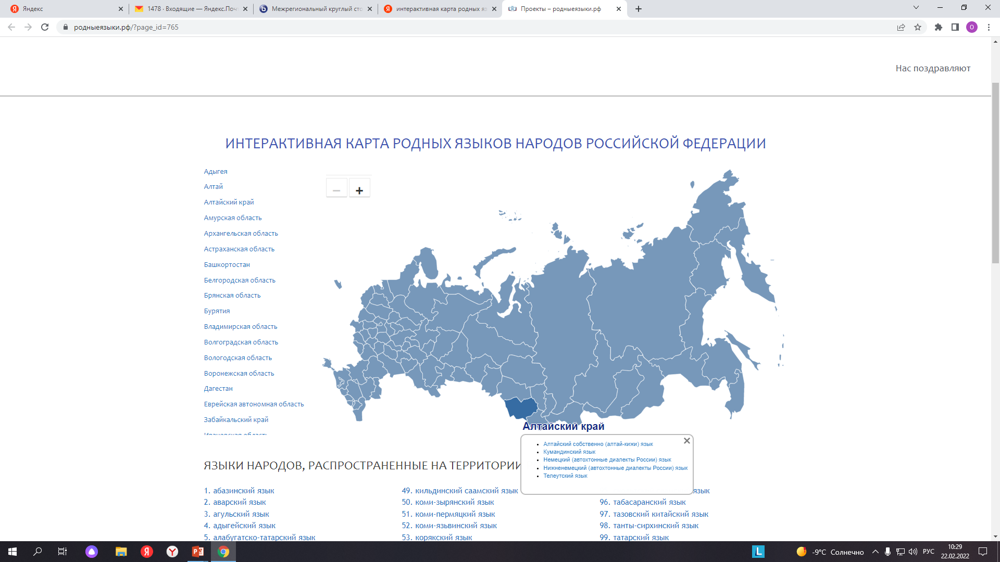 Яндекс
1478 · Входящие — Яндекс.Поч
Межрегиональный круглый сто
интерактивная карта родных яз
Проекты – родныеязыки.рф
родныеязыки.рф/?page_id=765
O
Нас поздравляют
ИНТЕРАКТИВНАЯ КАРТА РОДНЫХ ЯЗЫКОВ НАРОДОВ РОССИЙСКОЙ ФЕДЕРАЦИИ
Адыгея
Алтай
Алтайский край
Амурская область
Архангельская область
Астраханская область
Башкортостан
Белгородская область
Брянская область
Бурятия
Владимирская область
Волгоградская область
Вологодская область
Воронежская область
Дагестан
Еврейская автономная область
Забайкальский край
Ивановская область
Алтайский край
Алтайский собственно (алтай-кижи) язык
Кумандинский язык
Немецкий (автохтонные диалекты России) язык
Нижненемецкий (автохтонные диалекты России) язык
Телеутский язык
ЯЗЫКИ НАРОДОВ, РАСПРОСТРАНЕННЫЕ НА ТЕРРИТОРИИ
1. абазинский язык
2. аварский язык
3. агульский язык
4. адыгейский язык
5. алабугатско-татарский язык
49. кильдинский саамский язык
50. коми-зырянский язык
51. коми-пермяцкий язык
52. коми-язьвинский язык
53. корякский язык
язык
96. табасаранский язык
97. тазовский китайский язык
98. танты-сирхинский язык
99. татарский язык
-9°C Солнечно
РУС
10:29
22.02.2022